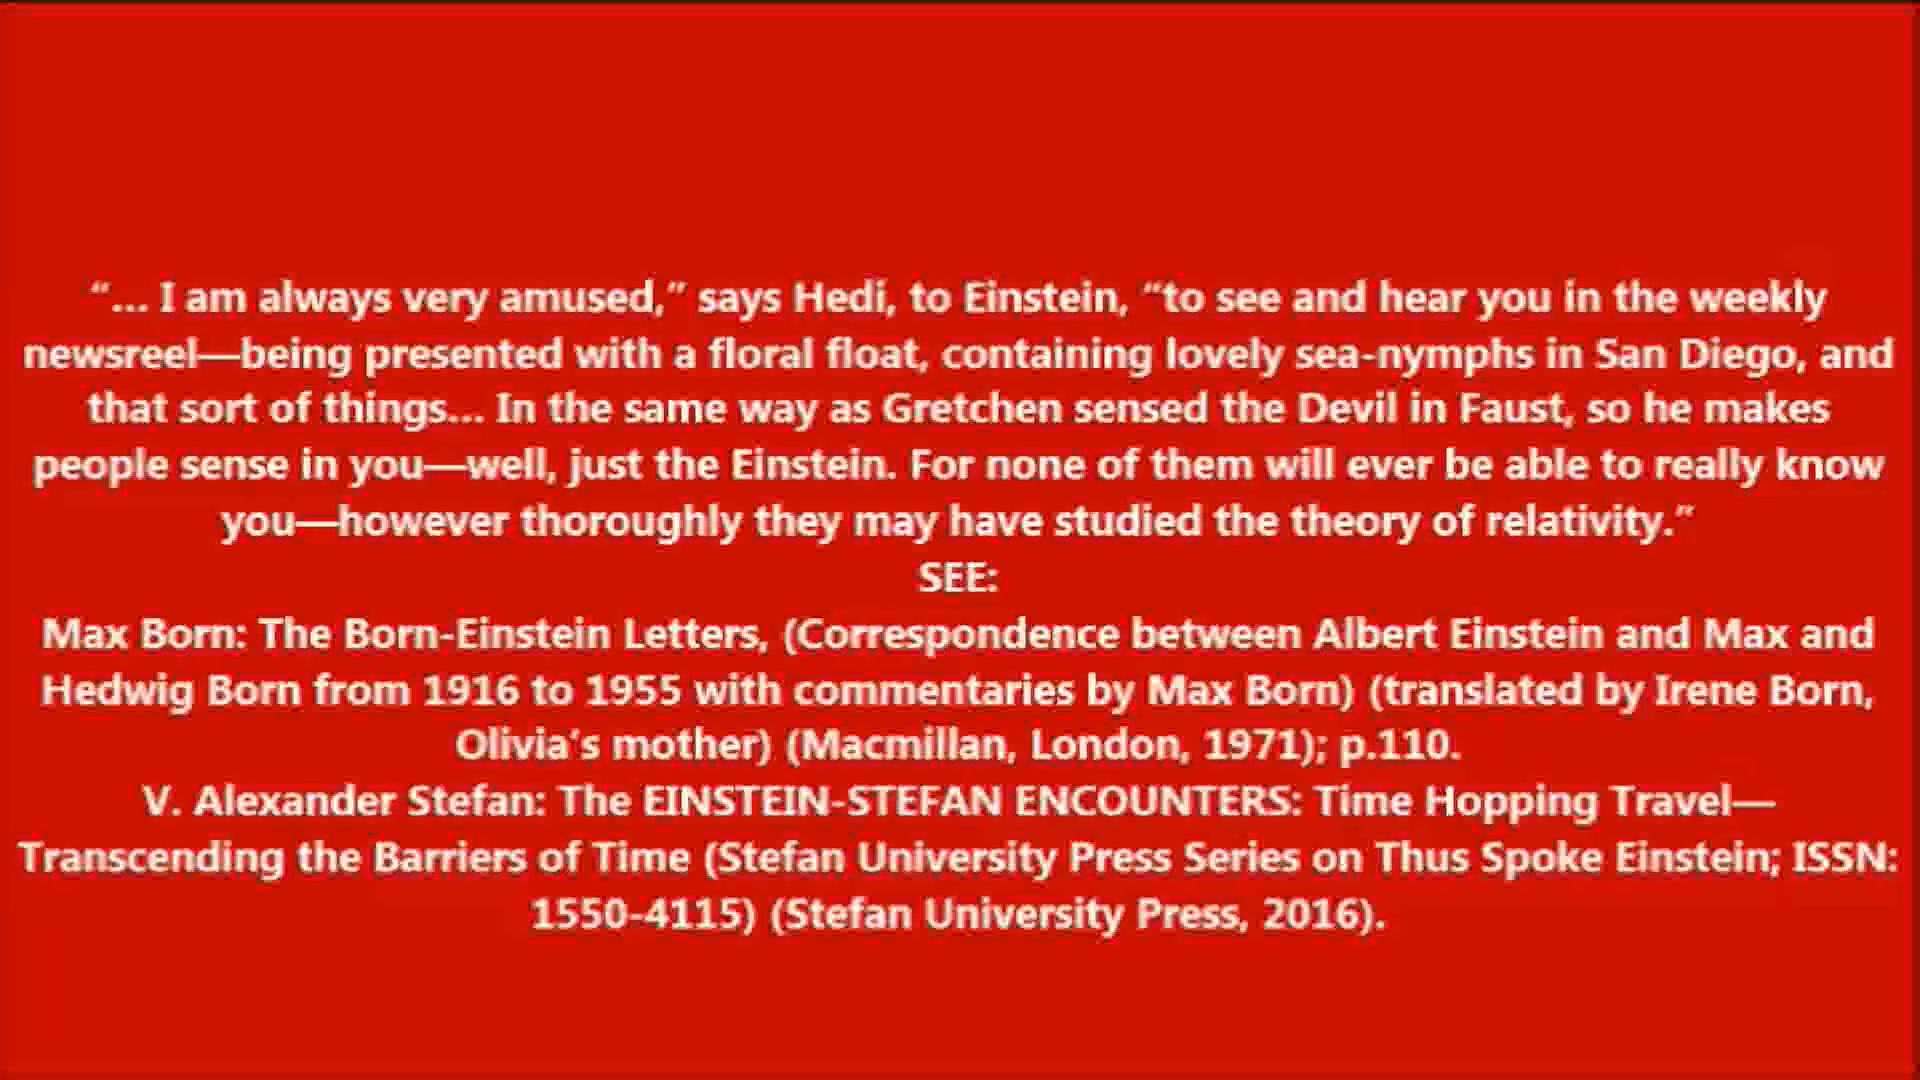 “... I am always very amused,” says Hedi, to Einstein, “to see and hear you in the weekly
newsreel—being presented with a floral float, containing lovely sea-nymphs in San Diego, and
that sort of things... In the same way as Gretchen sensed the Devil in Faust, so he makes
people sense in you—well, just the Einstein. For none of them will ever be able to really know
you—however thoroughly they may have studied the theory of relativity.”
SEE:
Max Born: The Born-Einstein Letters, (Correspondence between Albert Einstein and Max and
Hedwig Born from 1916 to 1955 with commentaries by Max Born) (translated by Irene Born,
Olivia’s mother) (Macmillan, London, 1971); p.110.
V. Alexander Stefan: The EINSTEIN-STEFAN ENCOUNTERS: Time Hopping Travel—
Transcending the Barriers of Time (Stefan University Press Series on Thus Spoke Einstein; ISSN:
1550-4115) (Stefan University Press, 2016).